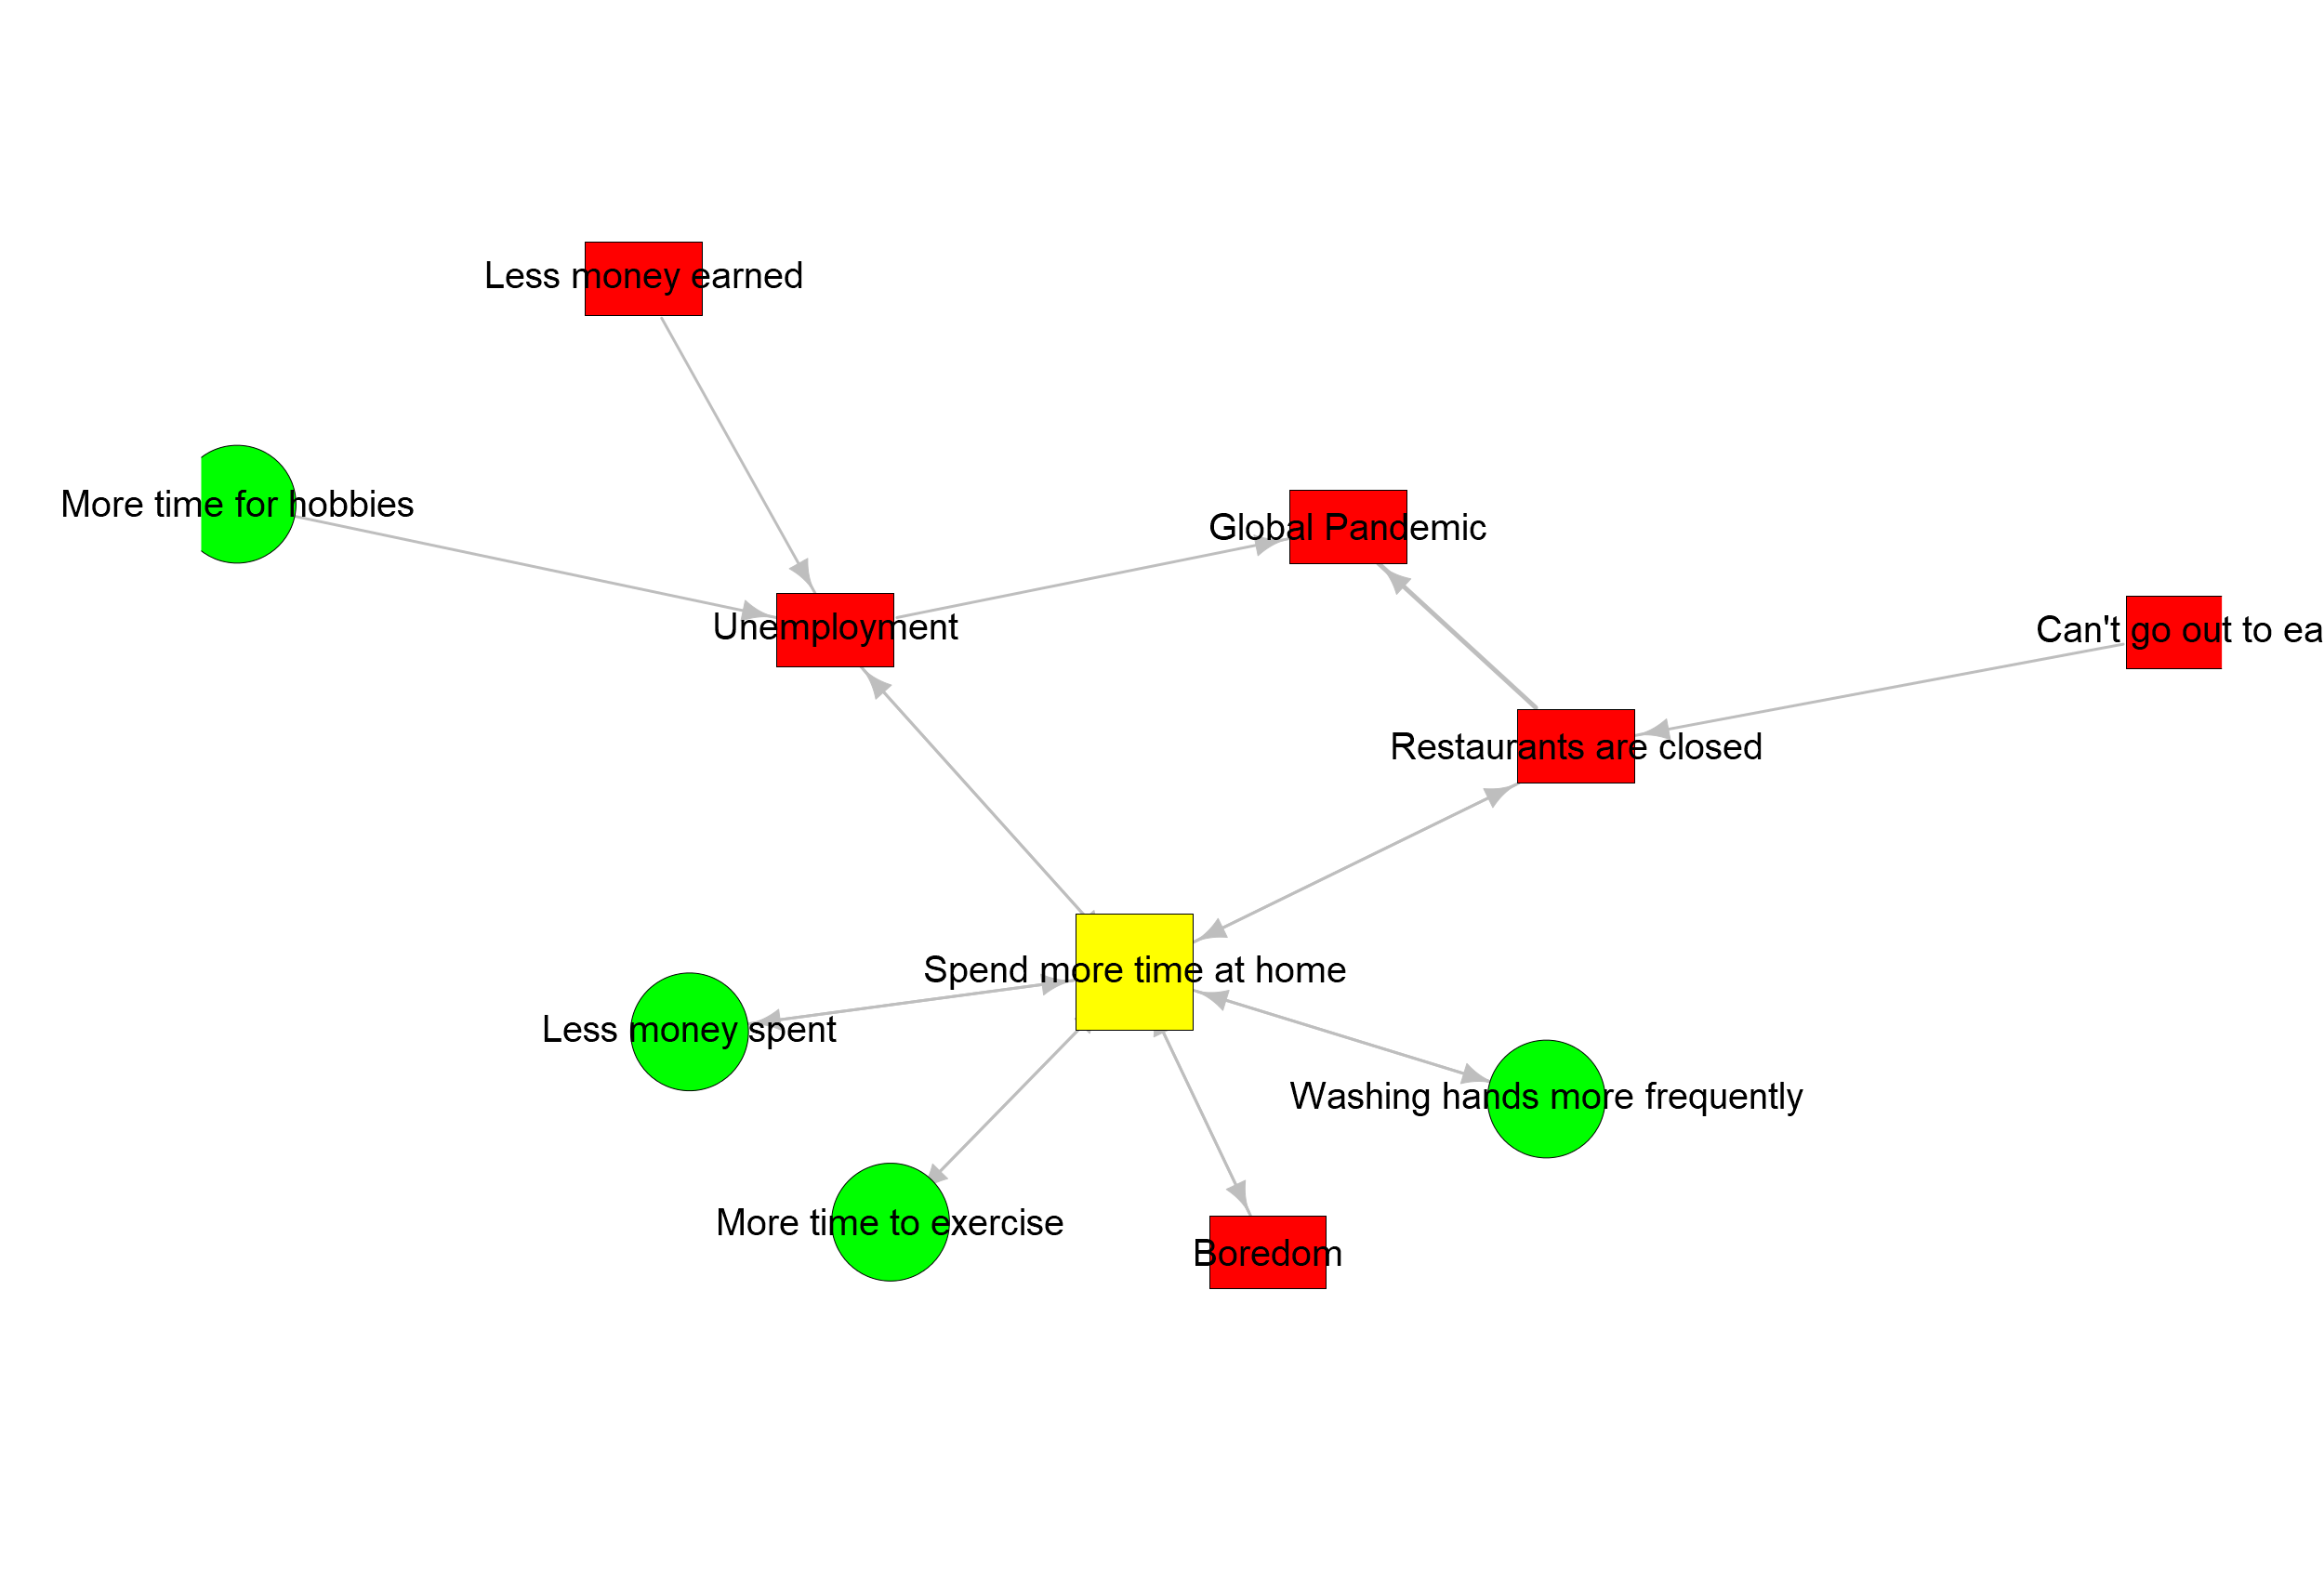 Less money earned
More time for hobbies
Global Pandemic
Unemployment
Can't go out to ea
Restaurants are closed
Spend more time at home
Less money spent
Washing hands more frequently
More time to exercise
Boredom